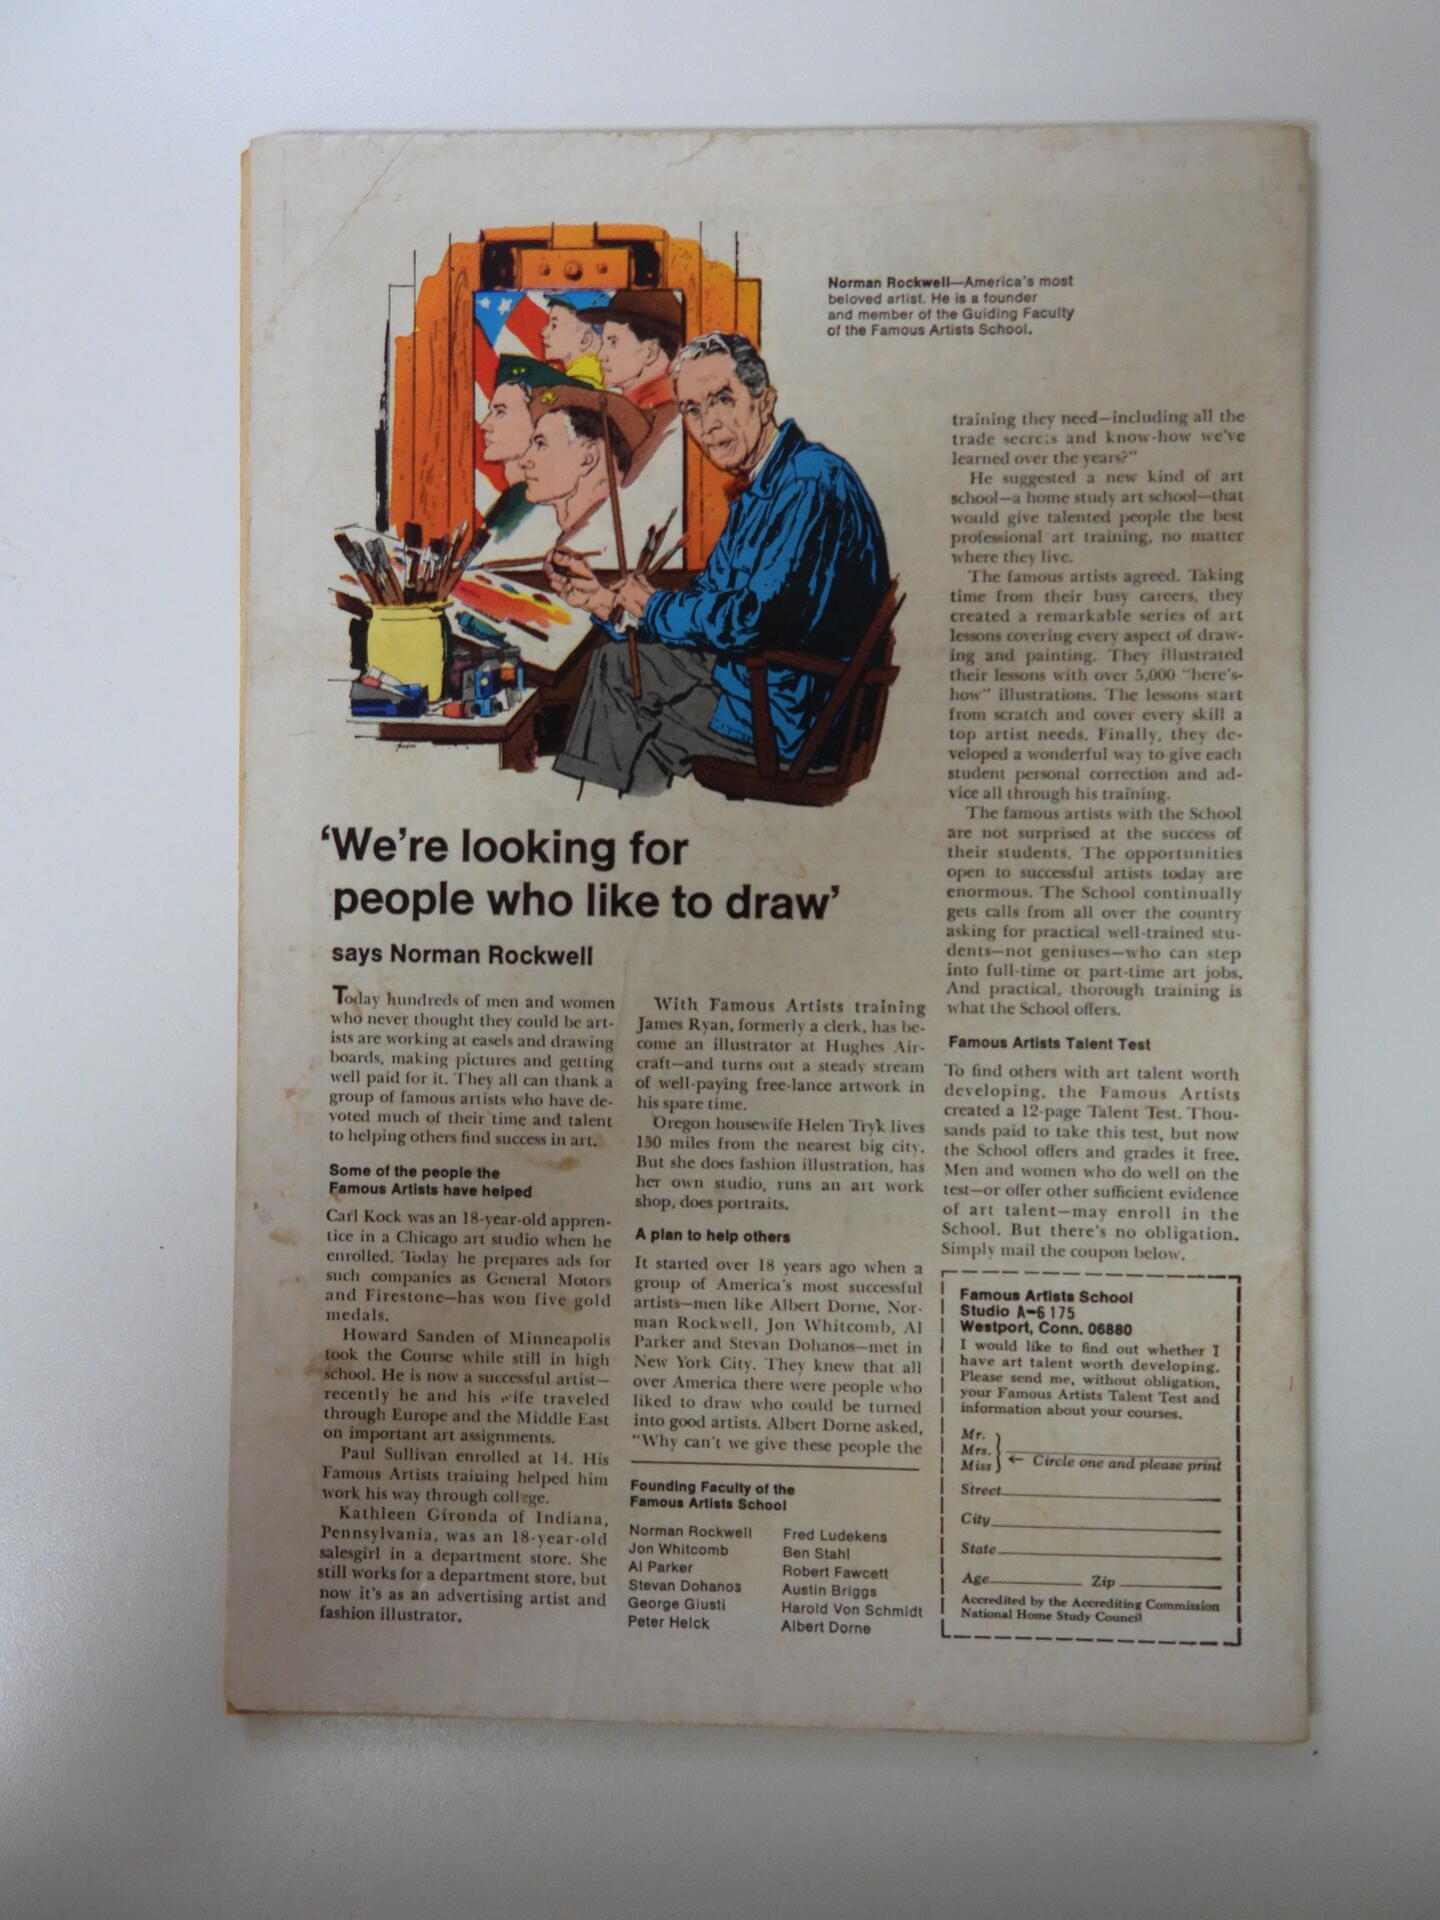 Norman Rockwell—America's most
beloved artist. He is a founder
and member of the Guiding Faculty
of the Famous Artists School.
'We're looking for
people who like to draw'
says Norman Rockwell
Today hundreds of men and women
who never thought they could be art-
ists are working at easels and drawing
boards, making pictures and getting
well paid for it. They all can thank a
group of famous artists who have de-
voted much of their time and talent
to helping others find success in art.
Some of the people the
Famous Artists have helped
Carl Kock was an 18-year-old appren-
tice in a Chicago art studio when he
enrolled. Today he prepares ads for
such companies as General Motors
and Firestone—has won five gold
medals.
Howard Sanden of Minneapolis
took the Course while still in high
school. He is now a successful artist—
recently he and his wife traveled
through Europe and the Middle East
on important art assignments.
Paul Sullivan enrolled at 14. His
Famous Artists training helped him
work his way through college.
Kathleen Gironda of Indiana,
Pennsylvania, was an 18-year-old
salesgirl in a department store. She
still works for a department store, but
now it's as an advertising artist and
fashion illustrator.
With Famous Artists training
James Ryan, formerly a clerk, has be-
come an illustrator at Hughes Air-
craft—and turns out a steady stream
of well-paying free-lance artwork in
his spare time.
Oregon housewife Helen Tryk lives
150 miles from the nearest big city.
But she does fashion illustration, has
her own studio, runs an art work
shop, does portraits.
A plan to help others
It started over 18 years ago when a
group of America's most successful
artists—men like Albert Dorne, Nor-
man Rockwell, Jon Whitcomb, Al
Parker and Stevan Dohanos—met in
New York City. They knew that all
over America there were people who
liked to draw who could be turned
into good artists. Albert Dorne asked,
"Why can't we give these people the
Founding Faculty of the
Famous Artists School
Norman Rockwell
Jon Whitcomb
Al Parker
Stevan Dohanos
George Giusti
Peter Helck
Fred Ludekens
Ben Stahl
Robert Fawcett
Austin Briggs
Harold Von Schmidt
Albert Dorne
training they need—including all the
trade secrets and know-how we've
learned over the years?"
He suggested a new kind of art
school—a home study art school—that
would give talented people the best
professional art training, no matter
where they live.
The famous artists agreed. Taking
time from their busy careers, they
created a remarkable series of art
lessons covering every aspect of draw-
ing and painting. They illustrated
their lessons with over 5,000 "here's-
how" illustrations. The lessons start
from scratch and cover every skill a
top artist needs. Finally, they de-
veloped a wonderful way to give each
student personal correction and ad-
vice all through his training.
The famous artists with the School
are not surprised at the success of
their students. The opportunities
open to successful artists today are
enormous. The School continually
gets calls from all over the country
asking for practical well-trained stu-
dents—not geniuses—who can step
into full-time or part-time art jobs.
And practical, thorough training is
what the School offers.
Famous Artists Talent Test
To find others with art talent worth
developing, the Famous Artists
created a 12-page Talent Test. Thou-
sands paid to take this test, but now
the School offers and grades it free.
Men and women who do well on the
test—or offer other sufficient evidence
of art talent—may enroll in the
School. But there's no obligation.
Simply mail the coupon below.
Famous Artists School
Studio A-6175
Westport, Conn. 06880
I would like to find out whether I
have art talent worth developing.
Please send me, without obligation,
your Famous Artists Talent Test and
information about your courses.
Mr.
Mrs.
Miss ← Circle one and please print
Street
City
State
Age Zip
Accredited by the Accrediting Commission
National Home Study Council